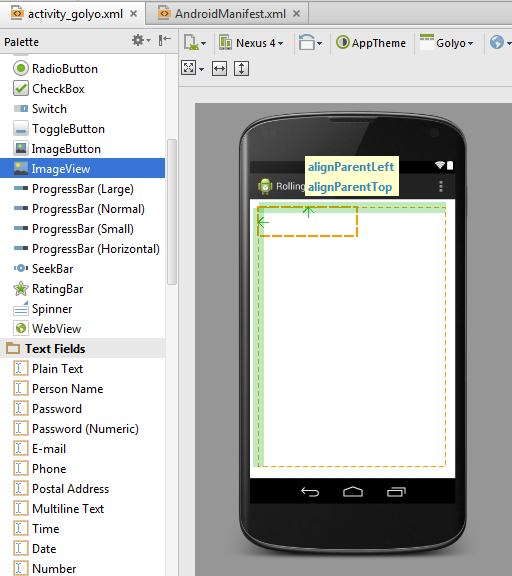 activity_golyo.xml
AndroidManifest.xml
Palette
Nexus 4
AppTheme
Golyo
RadioButton
CheckBox
Switch
ToggleButton
ImageButton
ImageView
ProgressBar (Large)
ProgressBar (Normal)
ProgressBar (Small)
ProgressBar (Horizontal)
SeekBar
RatingBar
Spinner
WebView
Text Fields
Plain Text
Person Name
Password
Password (Numeric)
E-mail
Phone
Postal Address
Multiline Text
Time
Date
Number
alignParentLeft
alignParentTop
Rolling